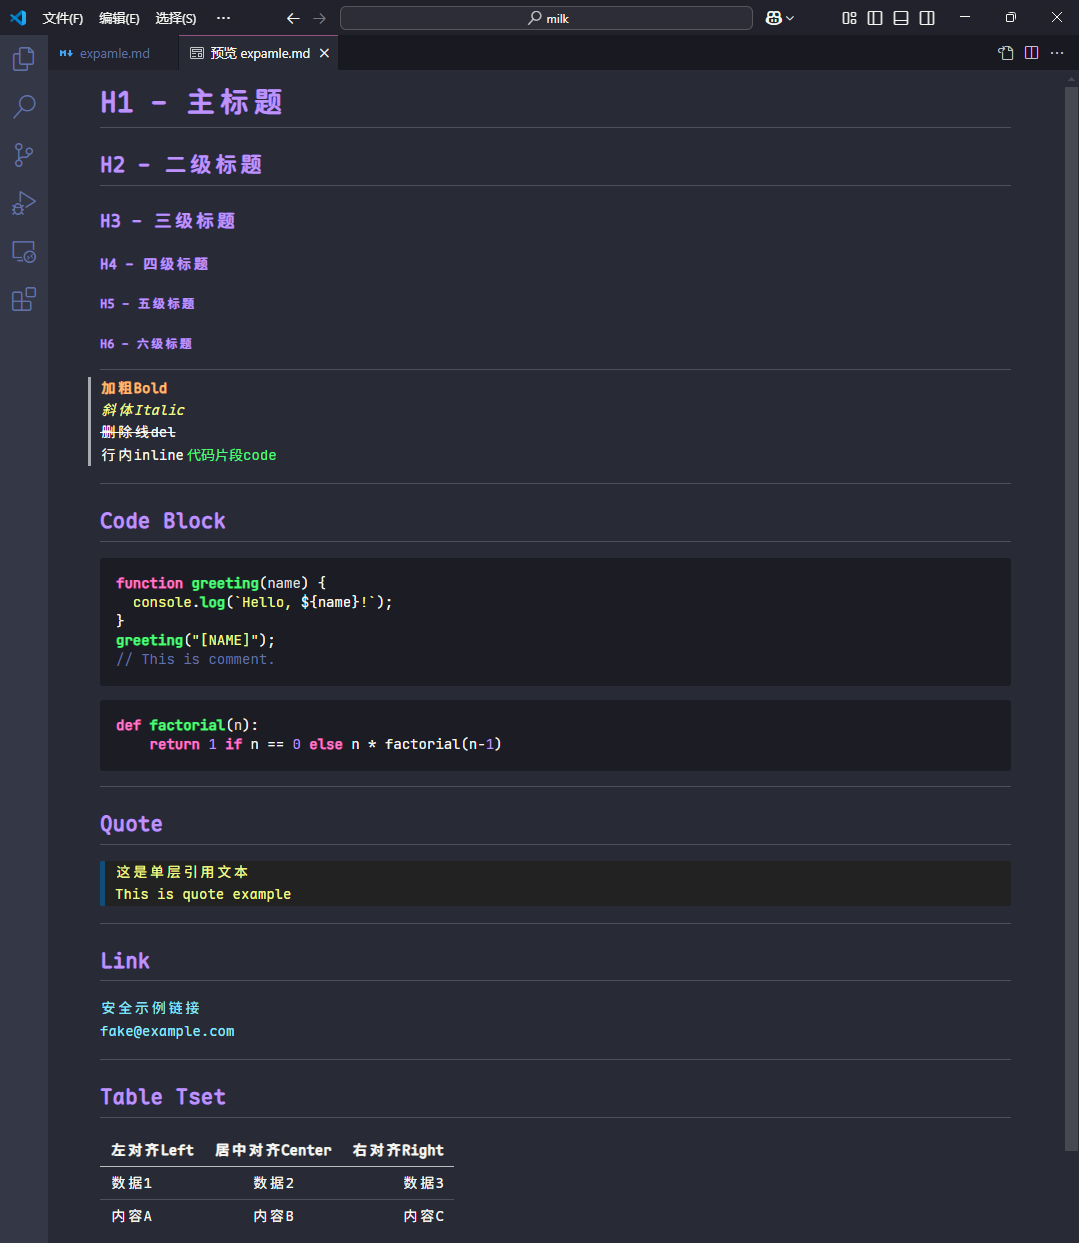 文件(F) 编辑(E) 选择(S) ··· milk
expamle.md 预览 expamle.md
H1 - 主标题
H2 - 二级标题
H3 - 三级标题
H4 - 四级标题
H5 - 五级标题
H6 - 六级标题
加粗Bold
斜体Italic
删除线del
行内inline 代码片段code
Code Block
function greeting(name) {
  console.log(`Hello, ${name}!`);
}
greeting("[NAME]");
// This is comment.
def factorial(n):
    return 1 if n == 0 else n * factorial(n-1)
Quote
这是单层引用文本
This is quote example
Link
安全示例链接
fake@example.com
Table Tset
左对齐Left 居中对齐Center 右对齐Right
数据1 数据2 数据3
内容A 内容B 内容C